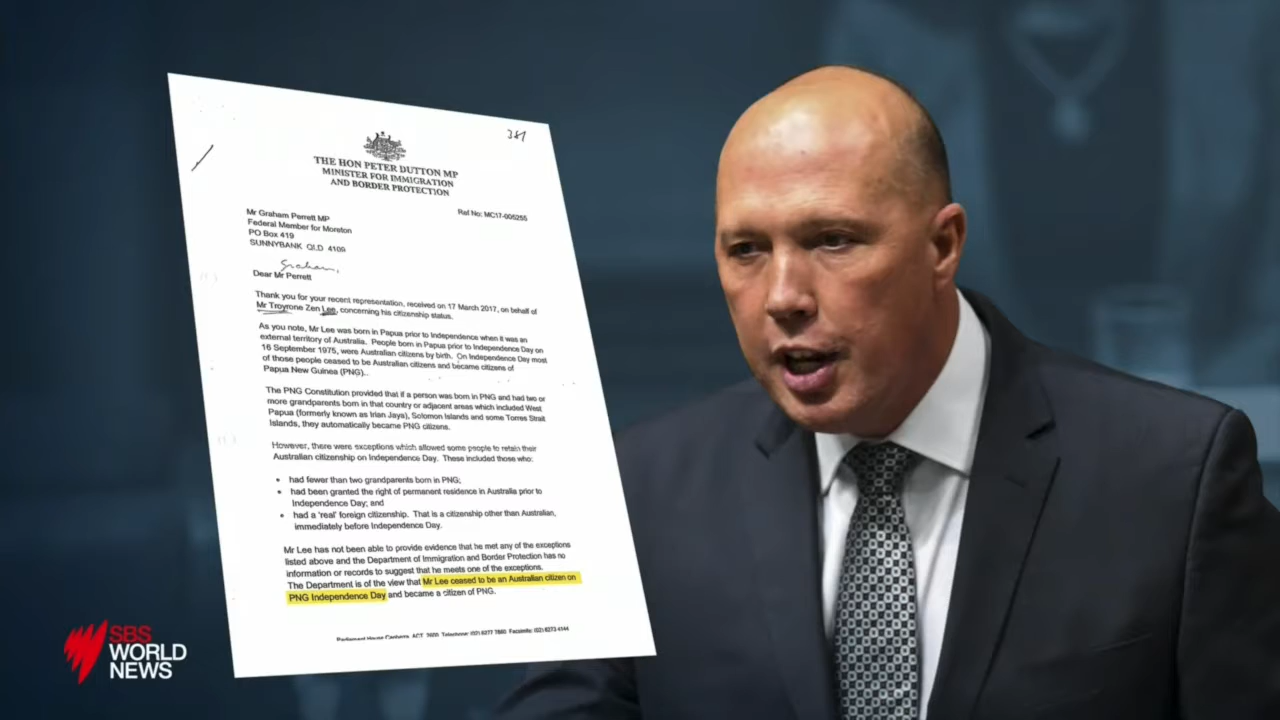 381
THE HON PETER DUTTON MP
MINISTER FOR IMMIGRATION
AND BORDER PROTECTION
Ref No: MC17-005255
Mr Graham Perrett MP
Federal Member for Moreton
PO Box 419
SUNNYBANK QLD 4109
Graham,
Dear Mr Perrett
Thank you for your recent representation, received on 17 March 2017, on behalf of
Mr Troyrone Zen Lee, concerning his citizenship status.
As you note, Mr Lee was born in Papua prior to Independence when it was an
external territory of Australia. People born in Papua prior to Independence Day on
16 September 1975, were Australian citizens by birth. On Independence Day most
of those people ceased to be Australian citizens and became citizens of
Papua New Guinea (PNG)..
The PNG Constitution provided that if a person was born in PNG and had two or
more grandparents born in that country or adjacent areas which included West
Papua (formerly known as Irian Jaya), Solomon Islands and some Torres Strait
Islands, they automatically became PNG citizens.
However, there were exceptions which allowed some people to retain their
Australian citizenship on Independence Day. These included those who:
• had fewer than two grandparents born in PNG;
• had been granted the right of permanent residence in Australia prior to
Independence Day; and
• had a 'real' foreign citizenship. That is a citizenship other than Australian,
immediately before Independence Day.
Mr Lee has not been able to provide evidence that he met any of the exceptions
listed above and the Department of Immigration and Border Protection has no
information or records to suggest that he meets one of the exceptions.
The Department is of the view that Mr Lee ceased to be an Australian citizen on
PNG Independence Day and became a citizen of PNG.
Parliament House Canberra ACT 2600 Telephone: (02) 6277 7860 Facsimile: (02) 6273 4144
SBS
WORLD
NEWS